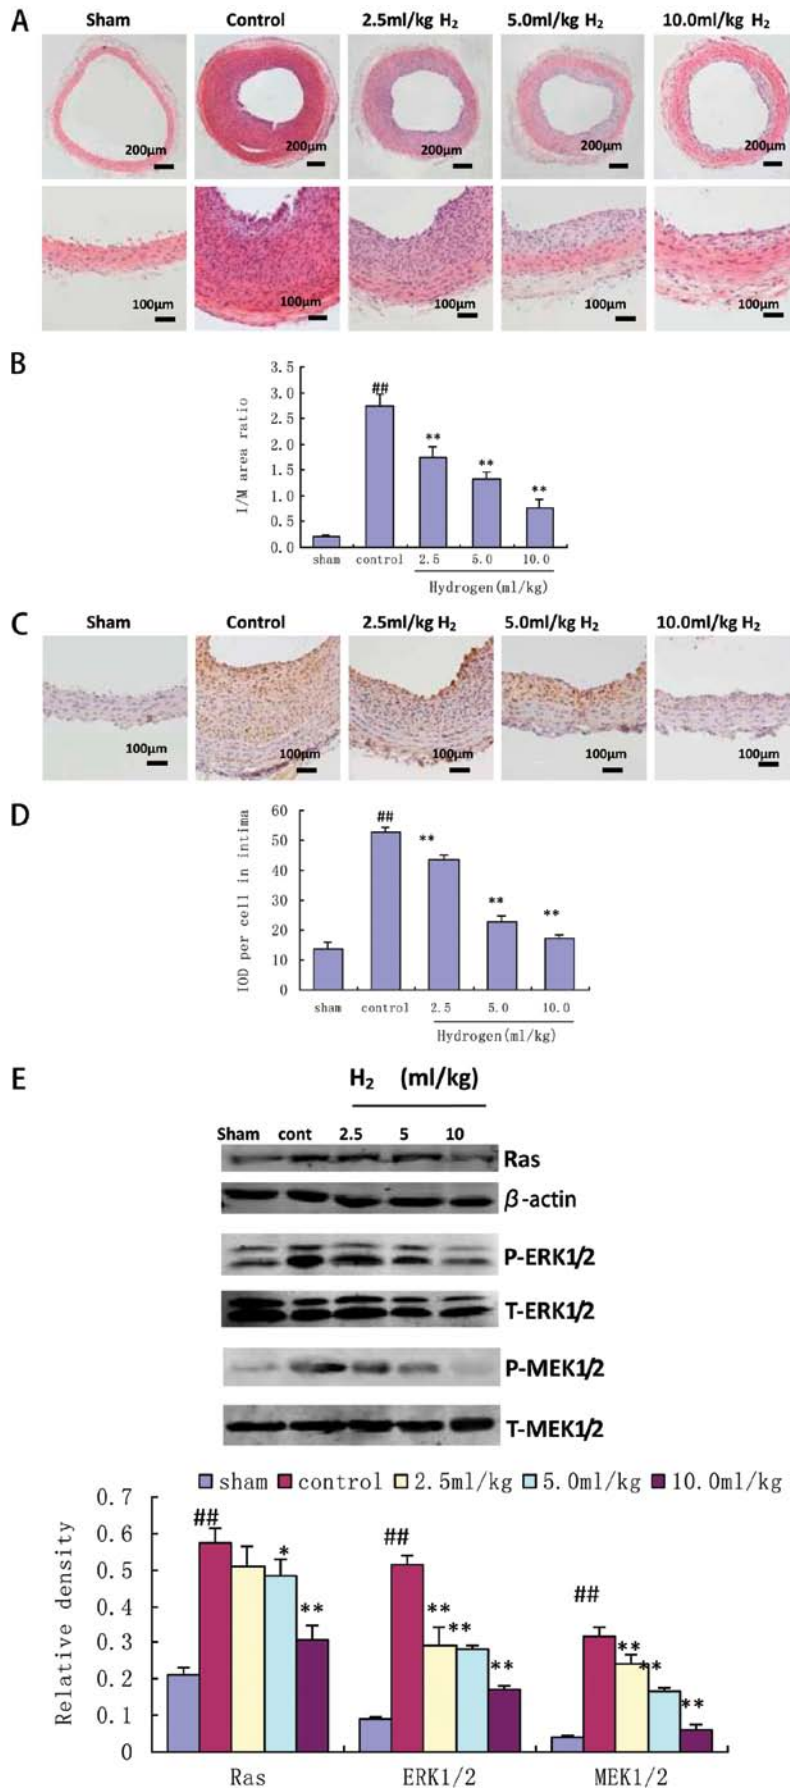 A
Sham Control 2.5ml/kg H₂ 5.0ml/kg H₂ 10.0ml/kg H₂
200μm 200μm 200μm 200μm 200μm
100μm 100μm 100μm 100μm 100μm
B
I/M area ratio
3.5
3.0
2.5
2.0
1.5
1.0
0.5
0.0
##
**
**
**
sham control 2.5 5.0 10.0
Hydrogen(ml/kg)
C
Sham Control 2.5ml/kg H₂ 5.0ml/kg H₂ 10.0ml/kg H₂
100μm 100μm 100μm 100μm 100μm
D
IOD per cell in intima
60
50
40
30
20
10
0
##
**
**
**
sham control 2.5 5.0 10.0
Hydrogen(ml/kg)
E
H₂ (ml/kg)
Sham cont 2.5 5 10
Ras
β-actin
P-ERK1/2
T-ERK1/2
P-MEK1/2
T-MEK1/2
sham control 2.5ml/kg 5.0ml/kg 10.0ml/kg
Relative density
0.7
0.6
0.5
0.4
0.3
0.2
0.1
0
## * **
## ** ** **
## ** ** **
Ras ERK1/2 MEK1/2